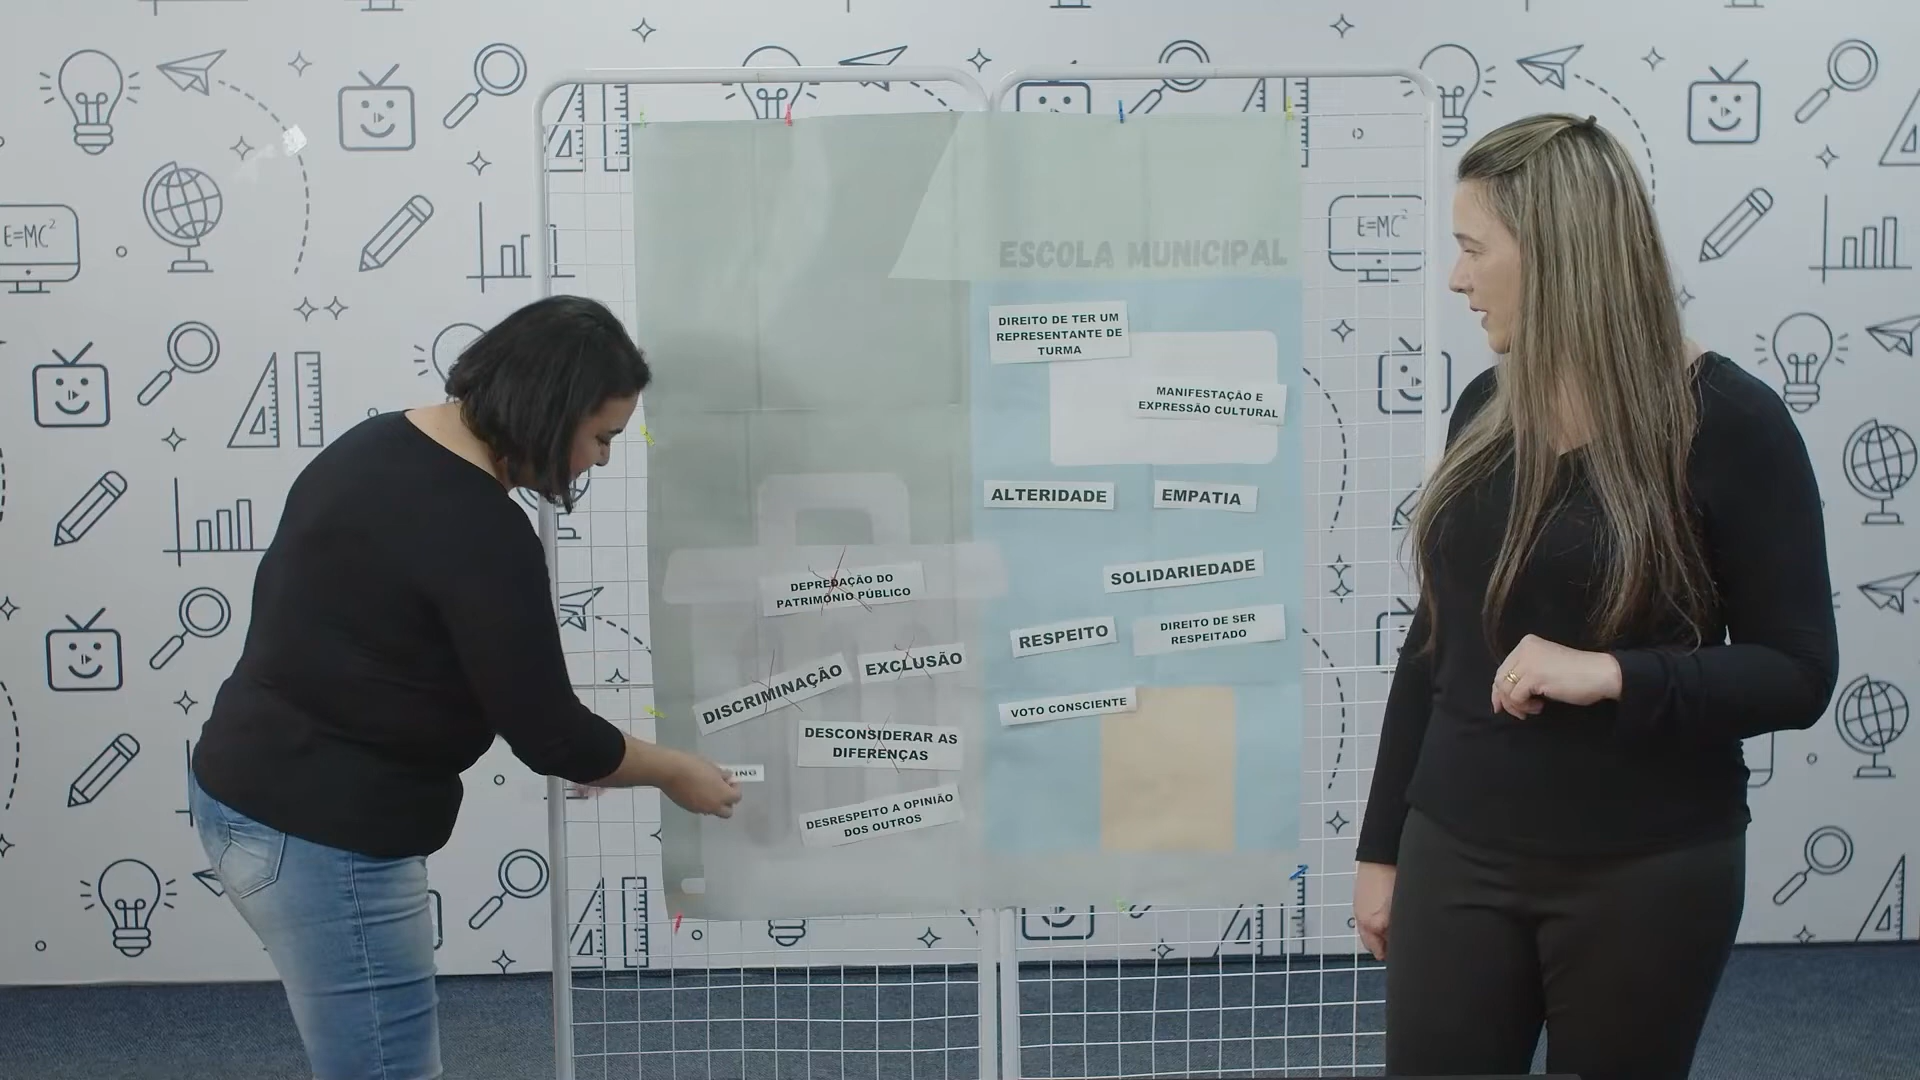 ESCOLA MUNICIPAL
DIREITO DE TER UM
REPRESENTANTE DE
TURMA
MANIFESTAÇÃO E
EXPRESSÃO CULTURAL
ALTERIDADE
EMPATIA
SOLIDARIEDADE
RESPEITO
DIREITO DE SER
RESPEITADO
VOTO CONSCIENTE
DEPREDAÇÃO DO
PATRIMÔNIO PÚBLICO
DISCRIMINAÇÃO
EXCLUSÃO
DESCONSIDERAR AS
DIFERENÇAS
DESRESPEITO A OPINIÃO
DOS OUTROS
E=MC²
E=MC²